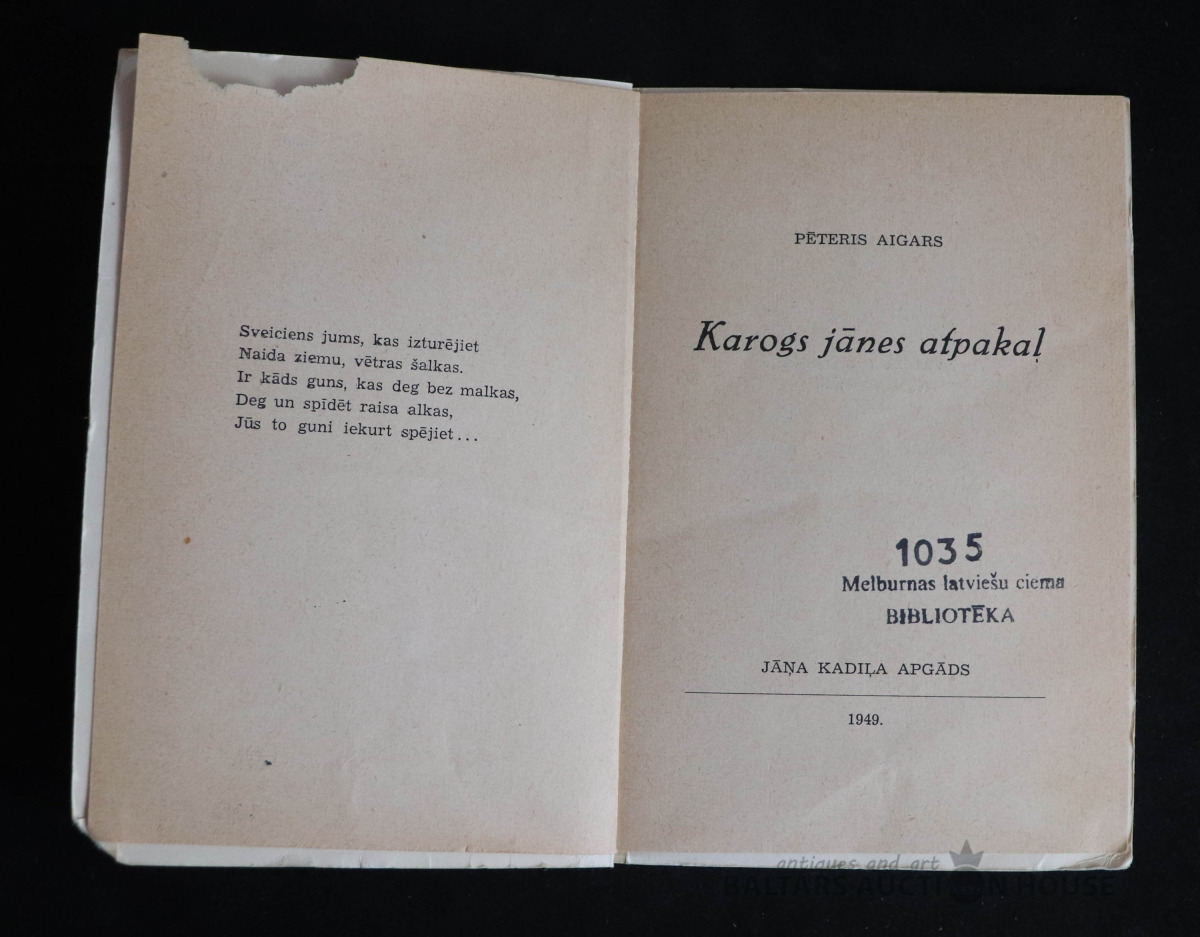 Sveiciens jums, kas izturējiet
Naida ziemu, vētras šalkas.
Ir kāds guns, kas deg bez malkas,
Deg un spīdēt raisa alkas,
Jūs to guni iekurt spējiet...
PĒTERIS AIGARS
Karogs jānes atpakaļ
1035
Melburnas latviešu ciema
BIBLIOTĒKA
JĀŅA KADIĻA APGĀDS
1949.
antiques and art
BALTARS AUCTION HOUSE